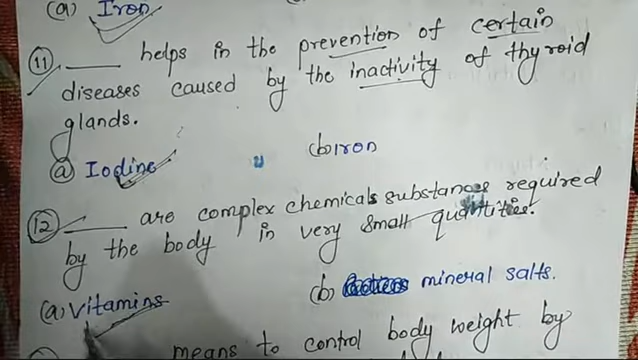 (a) Iron
(11) ____ helps in the prevention of certain
diseases caused by the inactivity of thyroid
glands.
(a) Iodine (b) Iron
(12) ____ are complex chemicals substances required
by the body in very small quantities.
(a) Vitamins (b) mineral salts.
means to control body weight by